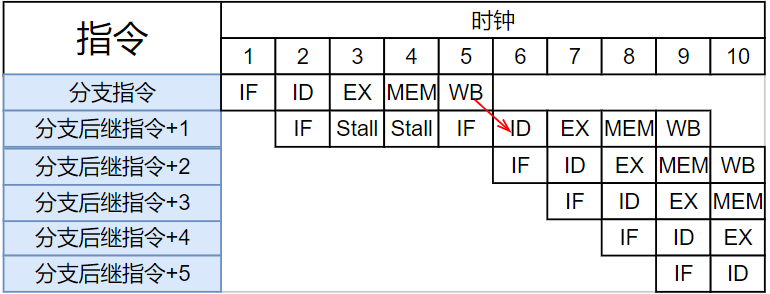 指令
时钟
1 2 3 4 5 6 7 8 9 10
分支指令 IF ID EX MEM WB
分支后继指令+1 IF Stall Stall IF ID EX MEM WB
分支后继指令+2 IF ID EX MEM WB
分支后继指令+3 IF ID EX MEM
分支后继指令+4 IF ID EX
分支后继指令+5 IF ID